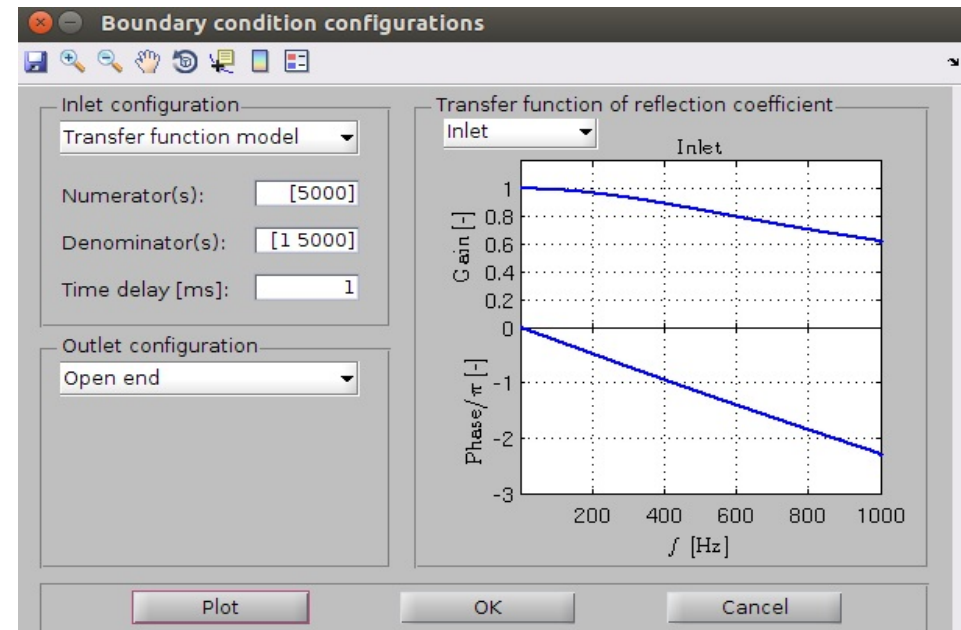 Boundary condition configurations
Inlet configuration
Transfer function model
Numerator(s): [5000]
Denominator(s): [1 5000]
Time delay [ms]: 1
Outlet configuration
Open end
Transfer function of reflection coefficient
Inlet
Inlet
Gain [-]
1
0.8
0.6
0.4
0.2
0
Phase/π [-]
-1
-2
-3
200 400 600 800 1000
f [Hz]
Plot OK Cancel